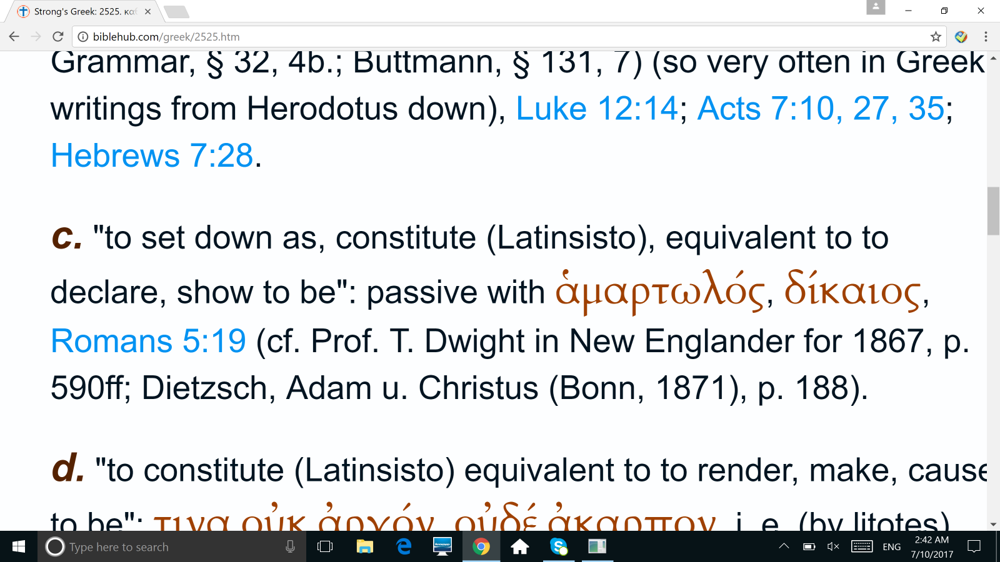 Strong's Greek: 2525. καθ
biblehub.com/greek/2525.htm
Grammar, § 32, 4b.; Buttmann, § 131, 7) (so very often in Greek
writings from Herodotus down), Luke 12:14; Acts 7:10, 27, 35;
Hebrews 7:28.
c. "to set down as, constitute (Latinsisto), equivalent to to
declare, show to be": passive with ἁμαρτωλός, δίκαιος,
Romans 5:19 (cf. Prof. T. Dwight in New Englander for 1867, p.
590ff; Dietzsch, Adam u. Christus (Bonn, 1871), p. 188).
d. "to constitute (Latinsisto) equivalent to to render, make, cause
to be": τινα οὐκ ἀργόν, οὐδέ ἀκαρπον, i. e. (by litotes)
Type here to search
ENG
2:42 AM
7/10/2017